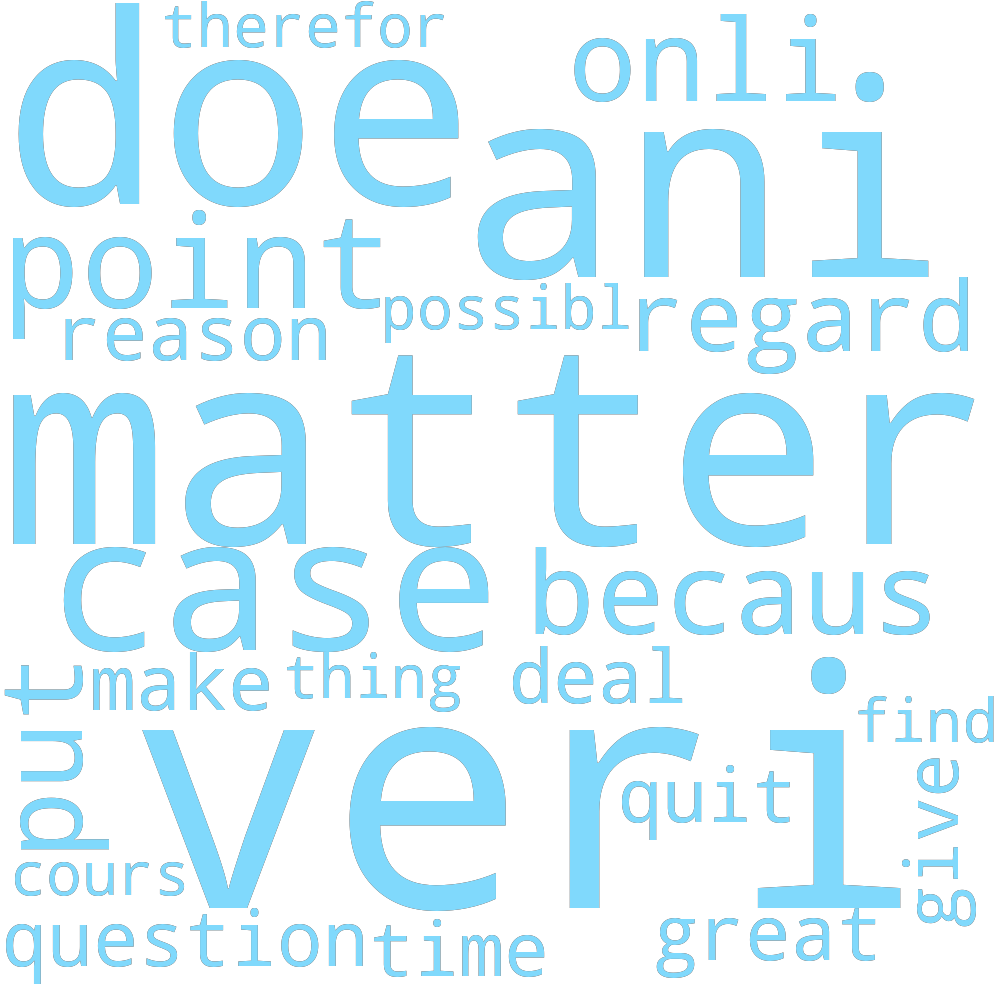 therefor
onli
doe
ani
point
possibl
regard
reason
matter
case
becaus
put
make
thing
deal
veri
find
quit
give
cours
question
time
great